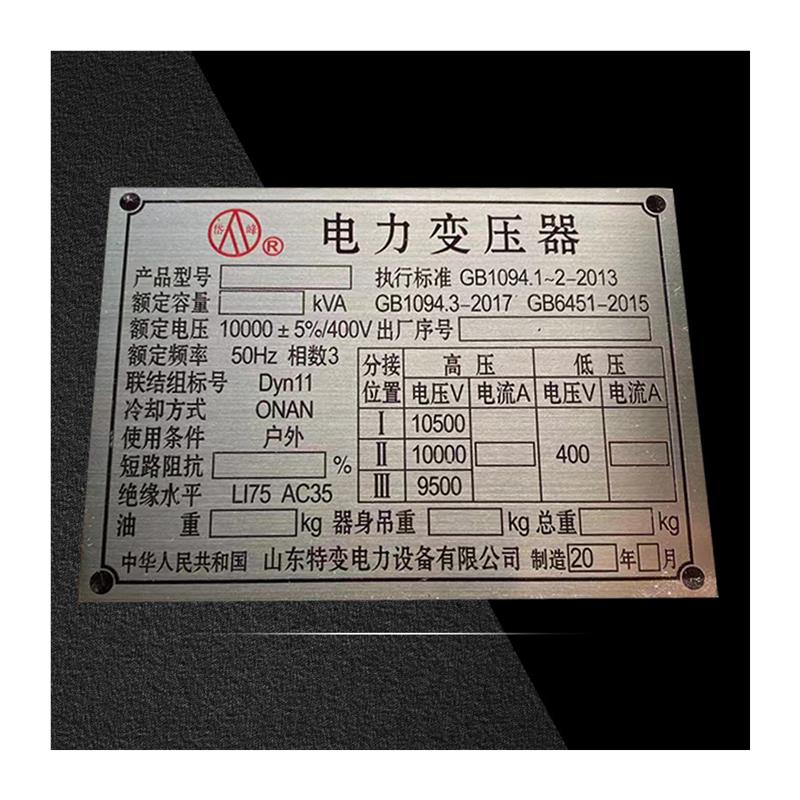 岱峰® 电力变压器
产品型号 执行标准 GB1094.1~2-2013
额定容量 kVA GB1094.3-2017 GB6451-2015
额定电压 10000±5%/400V 出厂序号
额定频率 50Hz 相数3
联结组标号 Dyn11
冷却方式 ONAN
使用条件 户外
短路阻抗 %
绝缘水平 LI75 AC35
分接位置 高压 低压
电压V 电流A 电压V 电流A
Ⅰ 10500
Ⅱ 10000 400
Ⅲ 9500
油重 kg 器身吊重 kg 总重 kg
中华人民共和国 山东特变电力设备有限公司 制造20 年 月